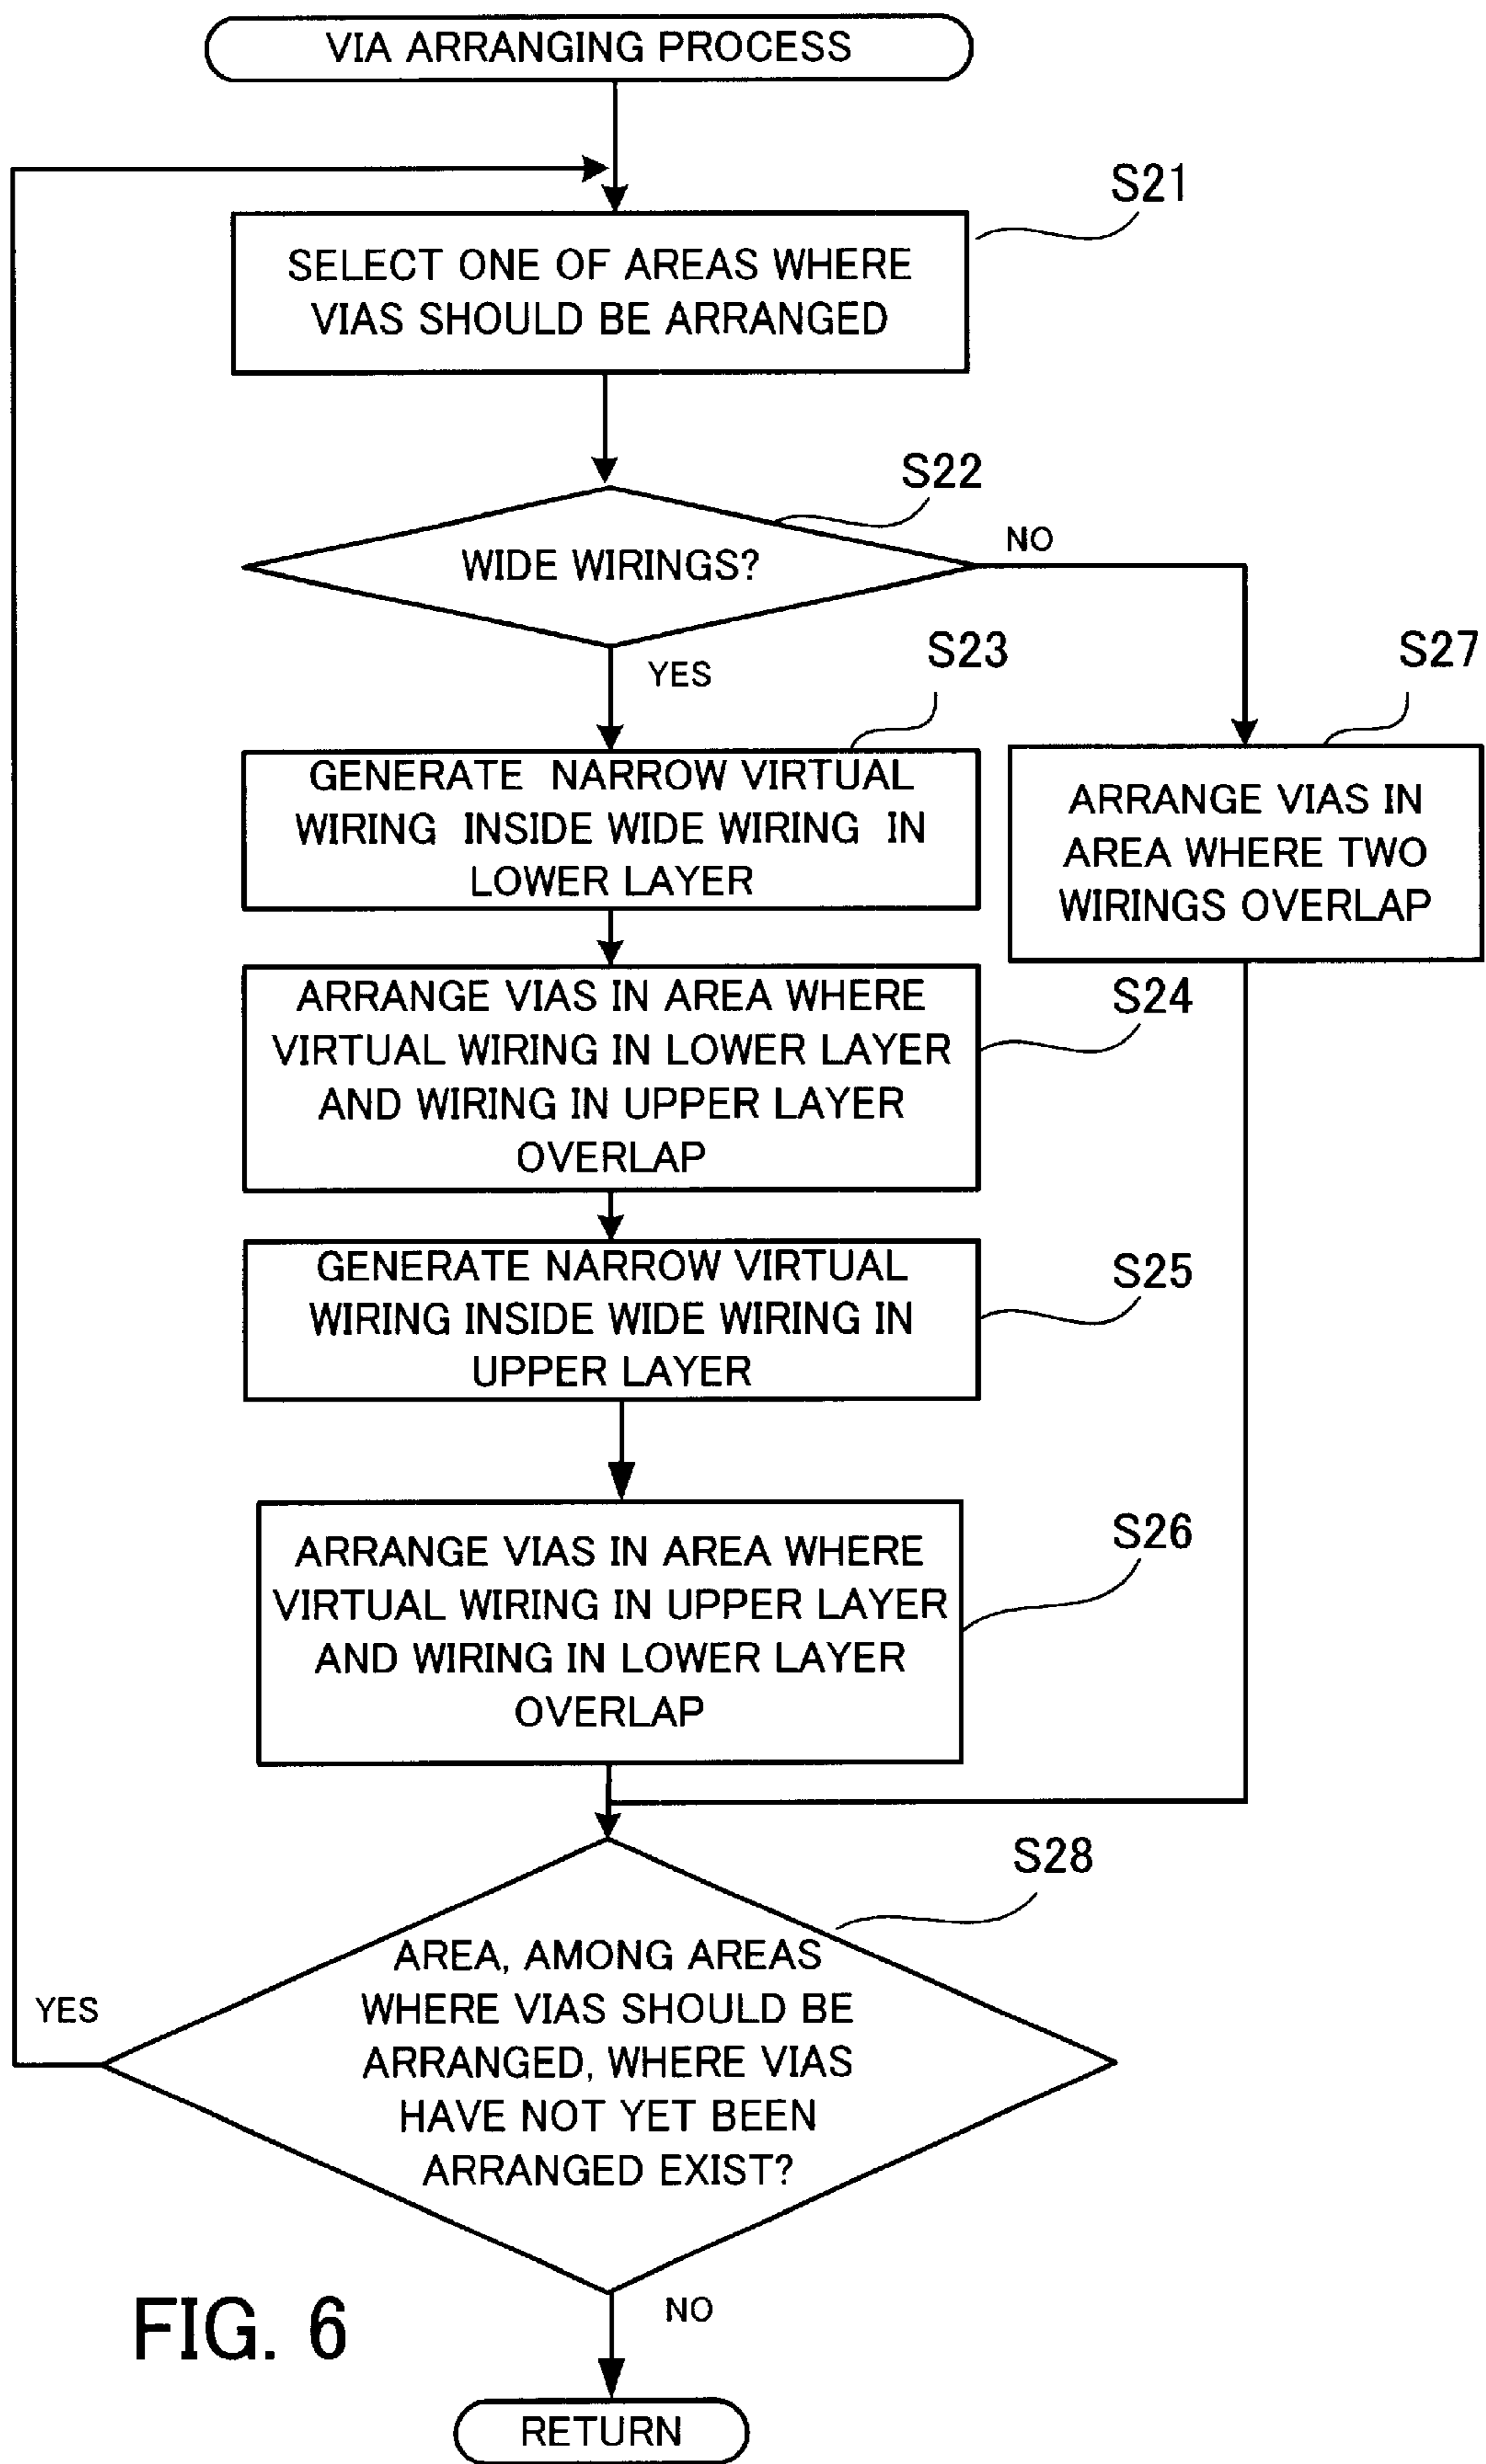 VIA ARRANGING PROCESS
S21
SELECT ONE OF AREAS WHERE
VIAS SHOULD BE ARRANGED
S22
WIDE WIRINGS?
NO
YES
S23
GENERATE NARROW VIRTUAL
WIRING INSIDE WIDE WIRING IN
LOWER LAYER
S27
ARRANGE VIAS IN
AREA WHERE TWO
WIRINGS OVERLAP
S24
ARRANGE VIAS IN AREA WHERE
VIRTUAL WIRING IN LOWER LAYER
AND WIRING IN UPPER LAYER
OVERLAP
S25
GENERATE NARROW VIRTUAL
WIRING INSIDE WIDE WIRING IN
UPPER LAYER
S26
ARRANGE VIAS IN AREA WHERE
VIRTUAL WIRING IN UPPER LAYER
AND WIRING IN LOWER LAYER
OVERLAP
S28
AREA, AMONG AREAS
WHERE VIAS SHOULD BE
ARRANGED, WHERE VIAS
HAVE NOT YET BEEN
ARRANGED EXIST?
YES
NO
FIG. 6
RETURN